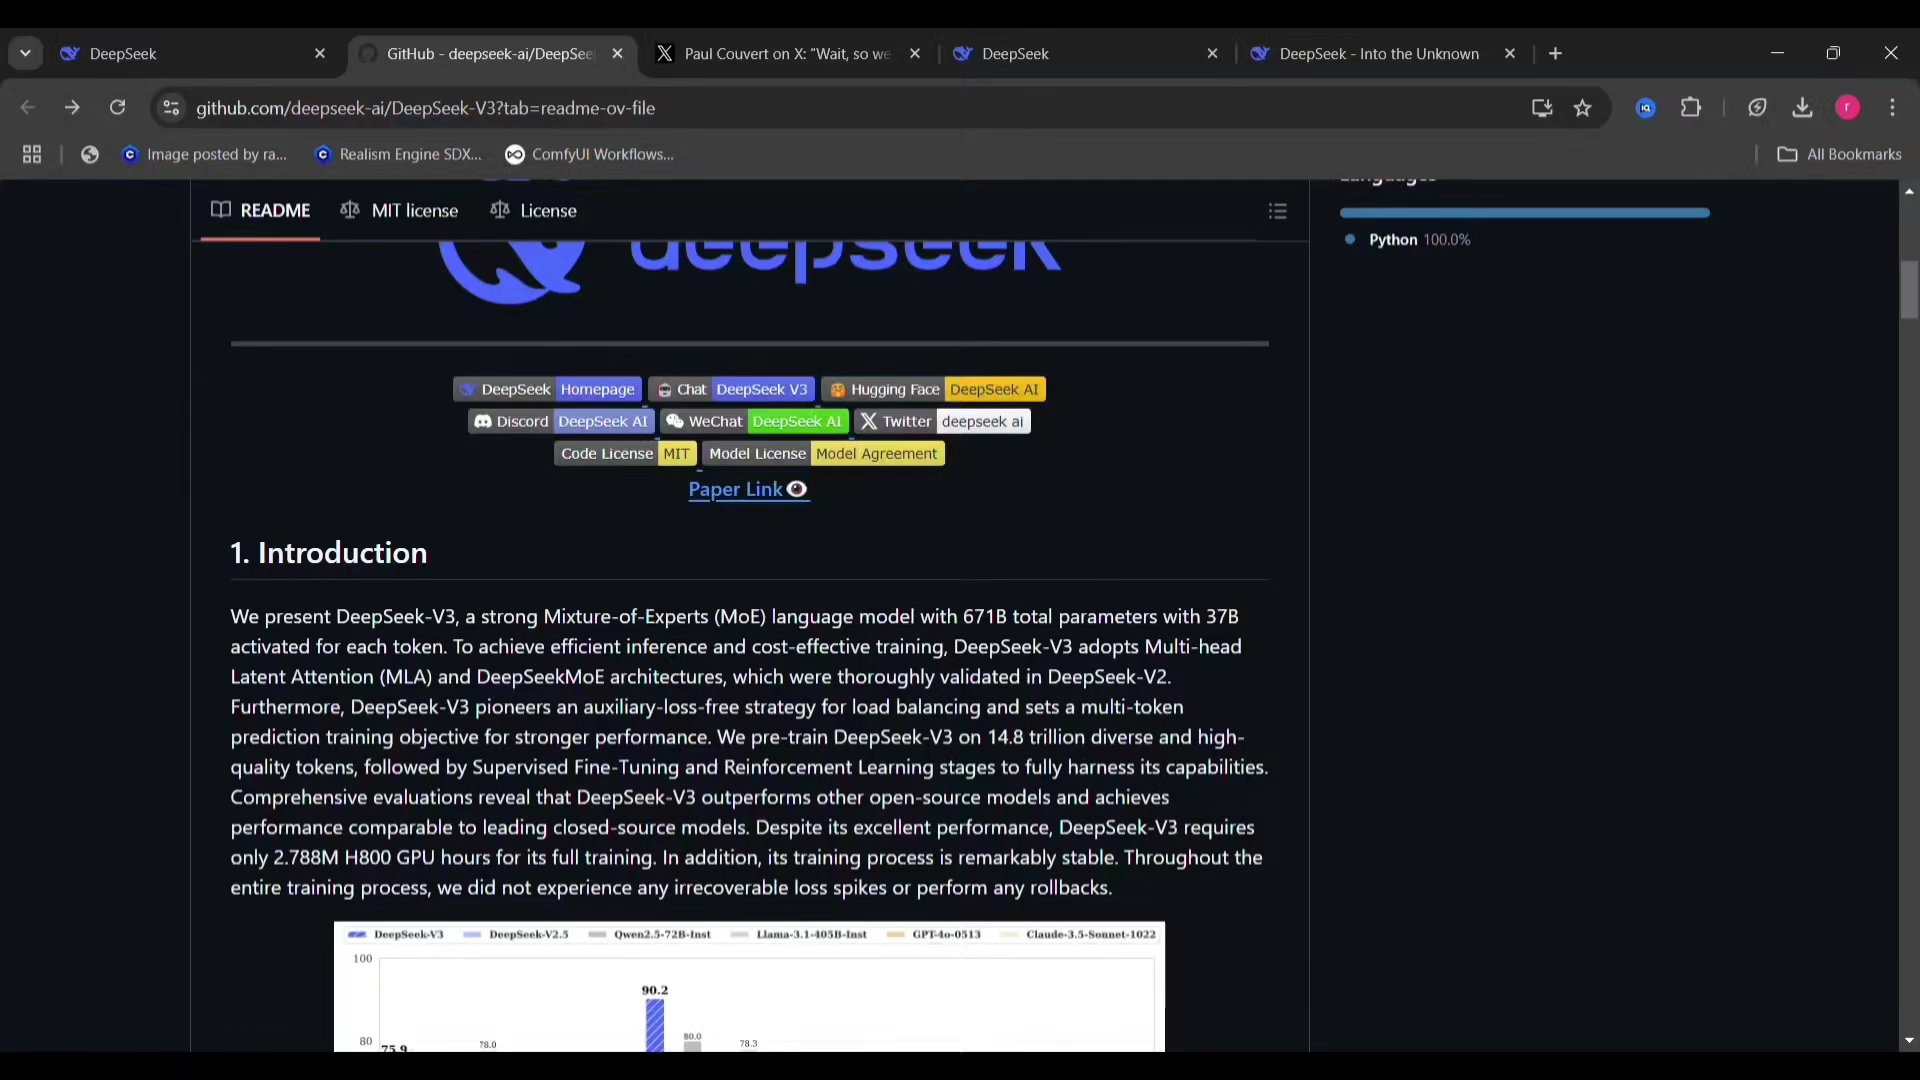 DeepSeek
GitHub - deepseek-ai/DeepSee
Paul Couvert on X: "Wait, so we
DeepSeek
DeepSeek - Into the Unknown
github.com/deepseek-ai/DeepSeek-V3?tab=readme-ov-file
r
Image posted by ra...
Realism Engine SDX...
ComfyUI Workflows...
All Bookmarks
Languages
README
MIT license
License
Python 100.0%
deepseek
DeepSeek Homepage
Chat DeepSeek V3
Hugging Face DeepSeek AI
Discord DeepSeek AI
WeChat DeepSeek AI
Twitter deepseek ai
Code License MIT
Model License Model Agreement
Paper Link
1. Introduction
We present DeepSeek-V3, a strong Mixture-of-Experts (MoE) language model with 671B total parameters with 37B
activated for each token. To achieve efficient inference and cost-effective training, DeepSeek-V3 adopts Multi-head
Latent Attention (MLA) and DeepSeekMoE architectures, which were thoroughly validated in DeepSeek-V2.
Furthermore, DeepSeek-V3 pioneers an auxiliary-loss-free strategy for load balancing and sets a multi-token
prediction training objective for stronger performance. We pre-train DeepSeek-V3 on 14.8 trillion diverse and high-
quality tokens, followed by Supervised Fine-Tuning and Reinforcement Learning stages to fully harness its capabilities.
Comprehensive evaluations reveal that DeepSeek-V3 outperforms other open-source models and achieves
performance comparable to leading closed-source models. Despite its excellent performance, DeepSeek-V3 requires
only 2.788M H800 GPU hours for its full training. In addition, its training process is remarkably stable. Throughout the
entire training process, we did not experience any irrecoverable loss spikes or perform any rollbacks.
DeepSeek-V3 DeepSeek-V2.5 Qwen2.5-72B-Inst Llama-3.1-405B-Inst GPT-4o-0513 Claude-3.5-Sonnet-1022
100
90.2
80
75.9
78.0
80.0
78.3